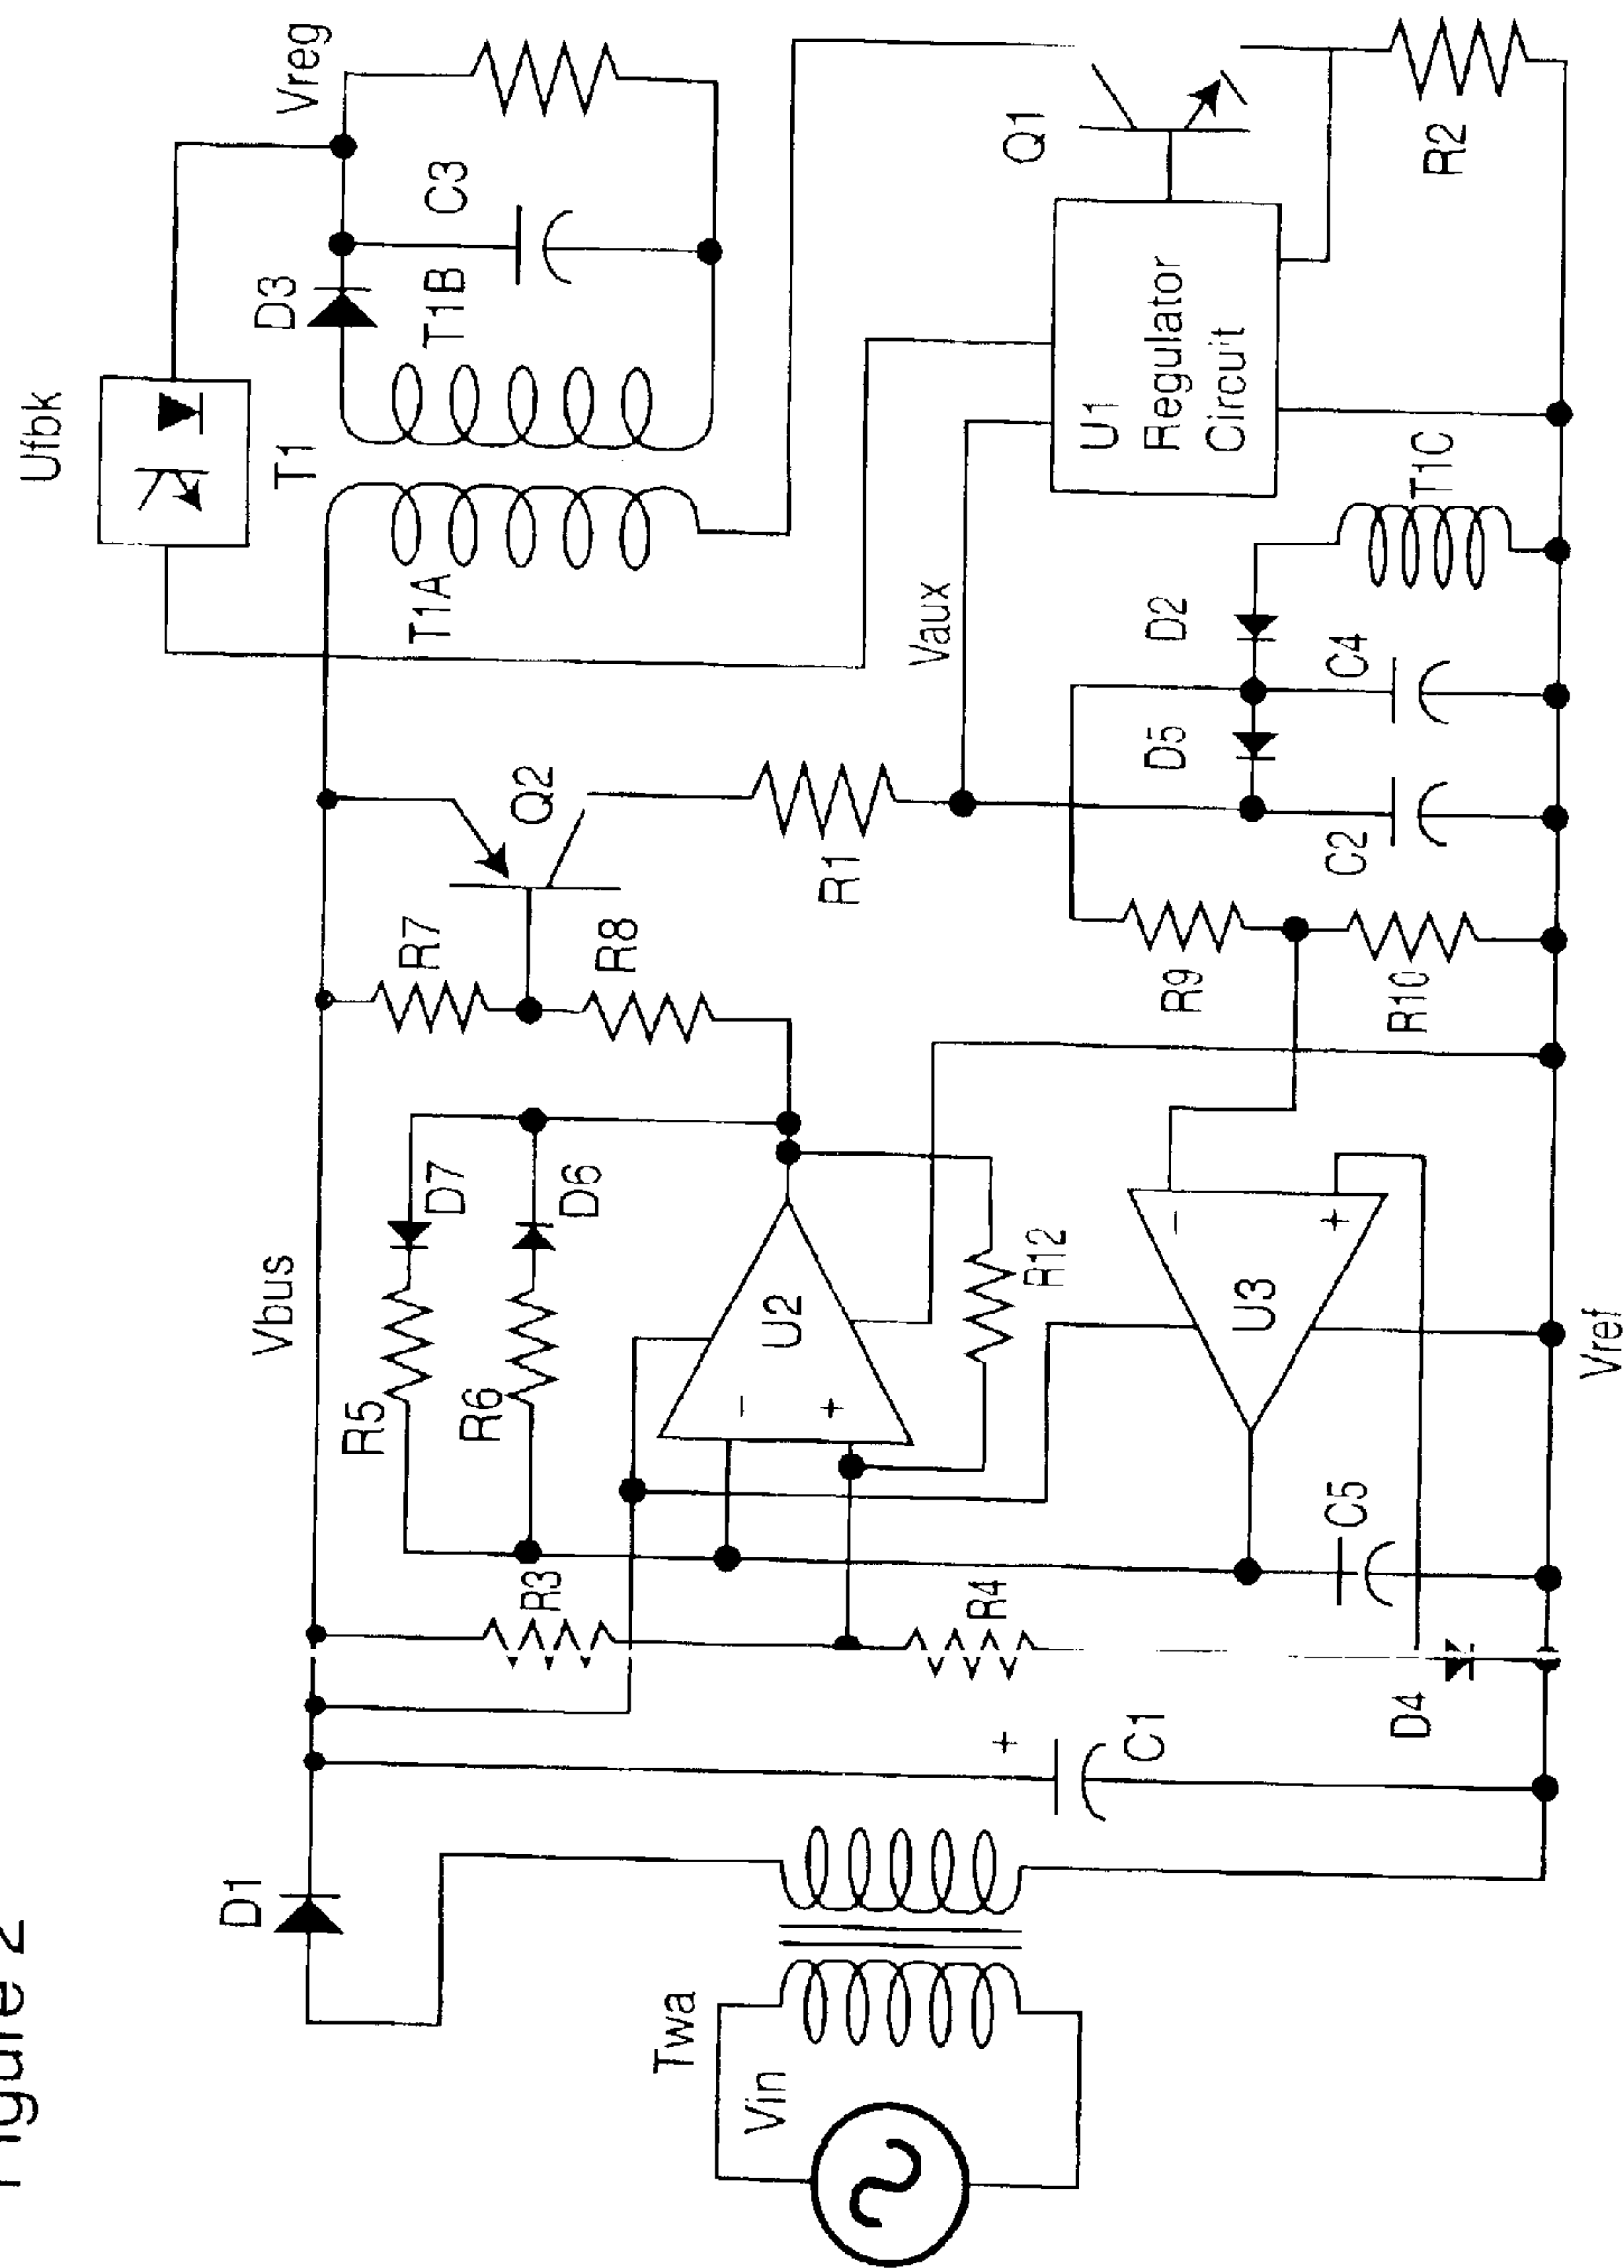 Figure 2
Ufbk
D1
Vbus
D3
T1
Vreg
R5
R7
T1A
D7
T1B
C3
R6
Q2
R3
D6
R8
Twa
−
Vin
U2
+
R1
Vaux
R4
+
Q1
R12
U1
C1
D5
D2
Regulator
−
R9
Circuit
U3
+
C5
C2
C4
D4
R10
T1C
R2
Vref